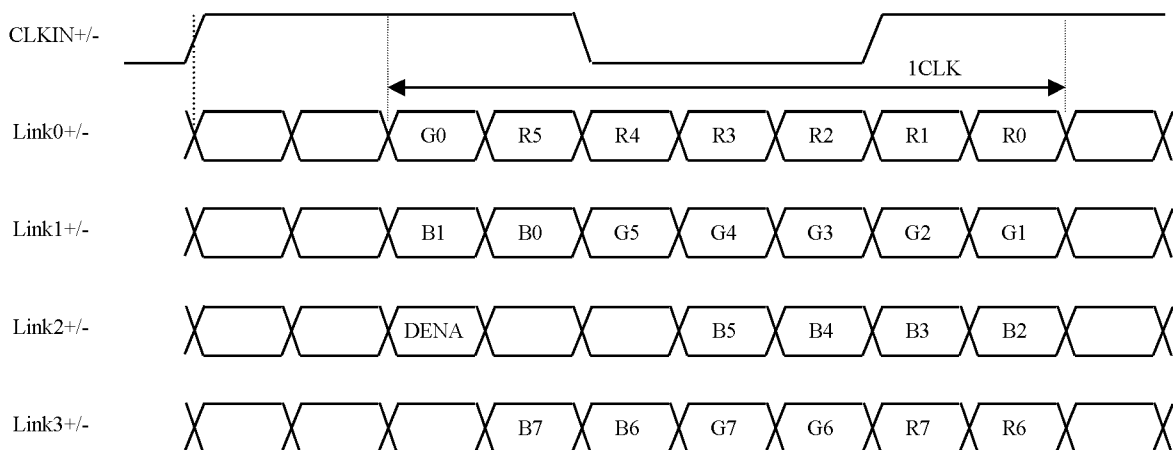 CLKIN+/-
1CLK
Link0+/- G0 R5 R4 R3 R2 R1 R0
Link1+/- B1 B0 G5 G4 G3 G2 G1
Link2+/- DENA B5 B4 B3 B2
Link3+/- B7 B6 G7 G6 R7 R6